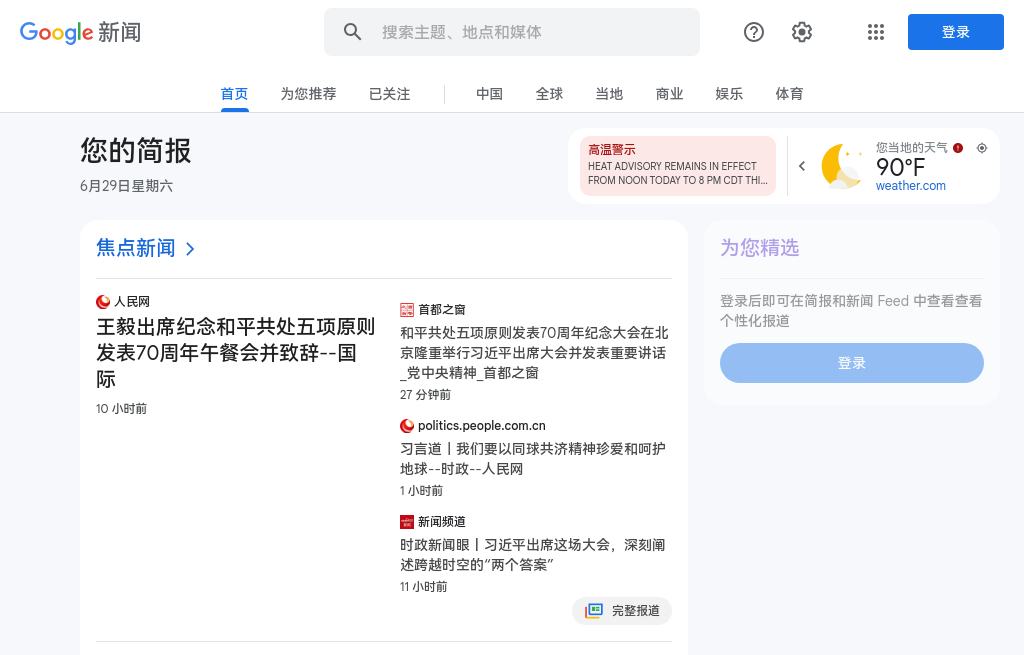 Google 新闻
搜索主题、地点和媒体
登录
首页
为您推荐
已关注
中国
全球
当地
商业
娱乐
体育
您的简报
6月29日星期六
高温警示
HEAT ADVISORY REMAINS IN EFFECT
FROM NOON TODAY TO 8 PM CDT THI...
您当地的天气
90°F
weather.com
焦点新闻
人民网
王毅出席纪念和平共处五项原则
发表70周年午餐会并致辞--国
际
10 小时前
首都之窗
和平共处五项原则发表70周年纪念大会在北
京隆重举行习近平出席大会并发表重要讲话
_党中央精神_首都之窗
27 分钟前
politics.people.com.cn
习言道丨我们要以同球共济精神珍爱和呵护
地球--时政--人民网
1 小时前
新闻频道
时政新闻眼丨习近平出席这场大会，深刻阐
述跨越时空的“两个答案”
11 小时前
完整报道
为您精选
登录后即可在简报和新闻 Feed 中查看查看
个性化报道
登录